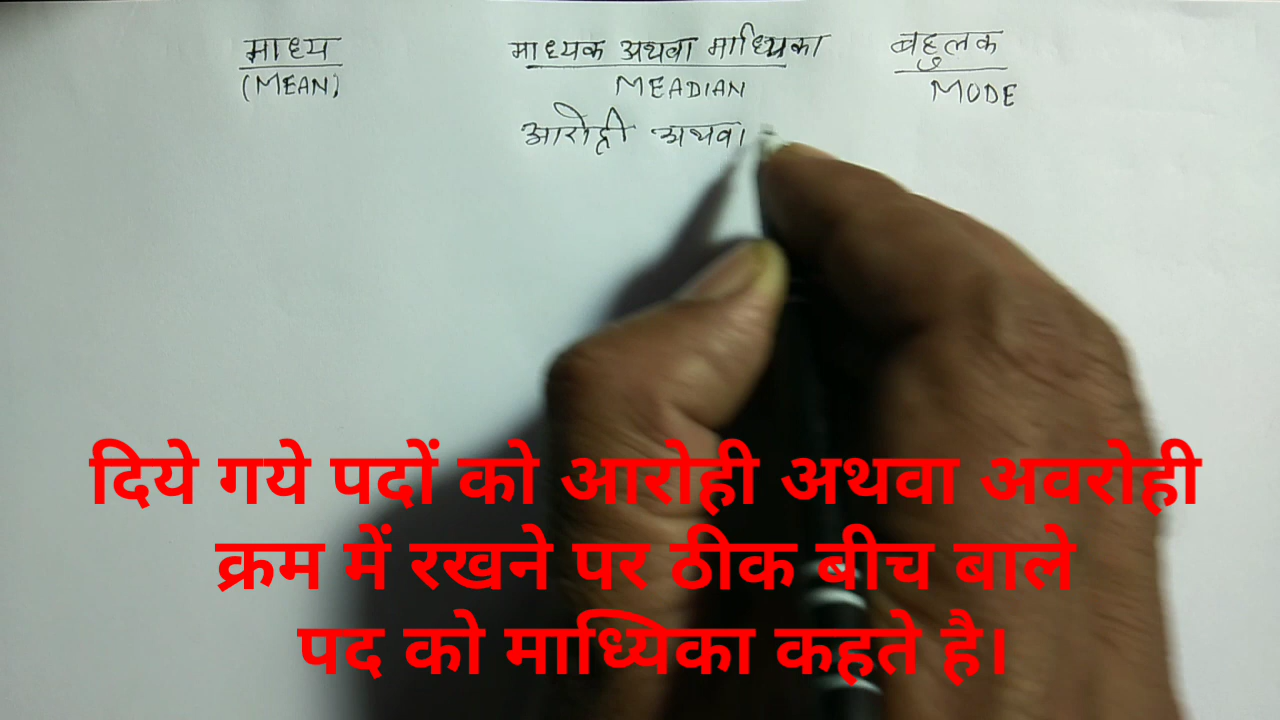 माध्य माध्यक अथवा माध्यिका बहुलक
(MEAN) MEADIAN MODE
आरोही अथवा
दिये गये पदों को आरोही अथवा अवरोही
क्रम में रखने पर ठीक बीच बाले
पद को माध्यिका कहते है।